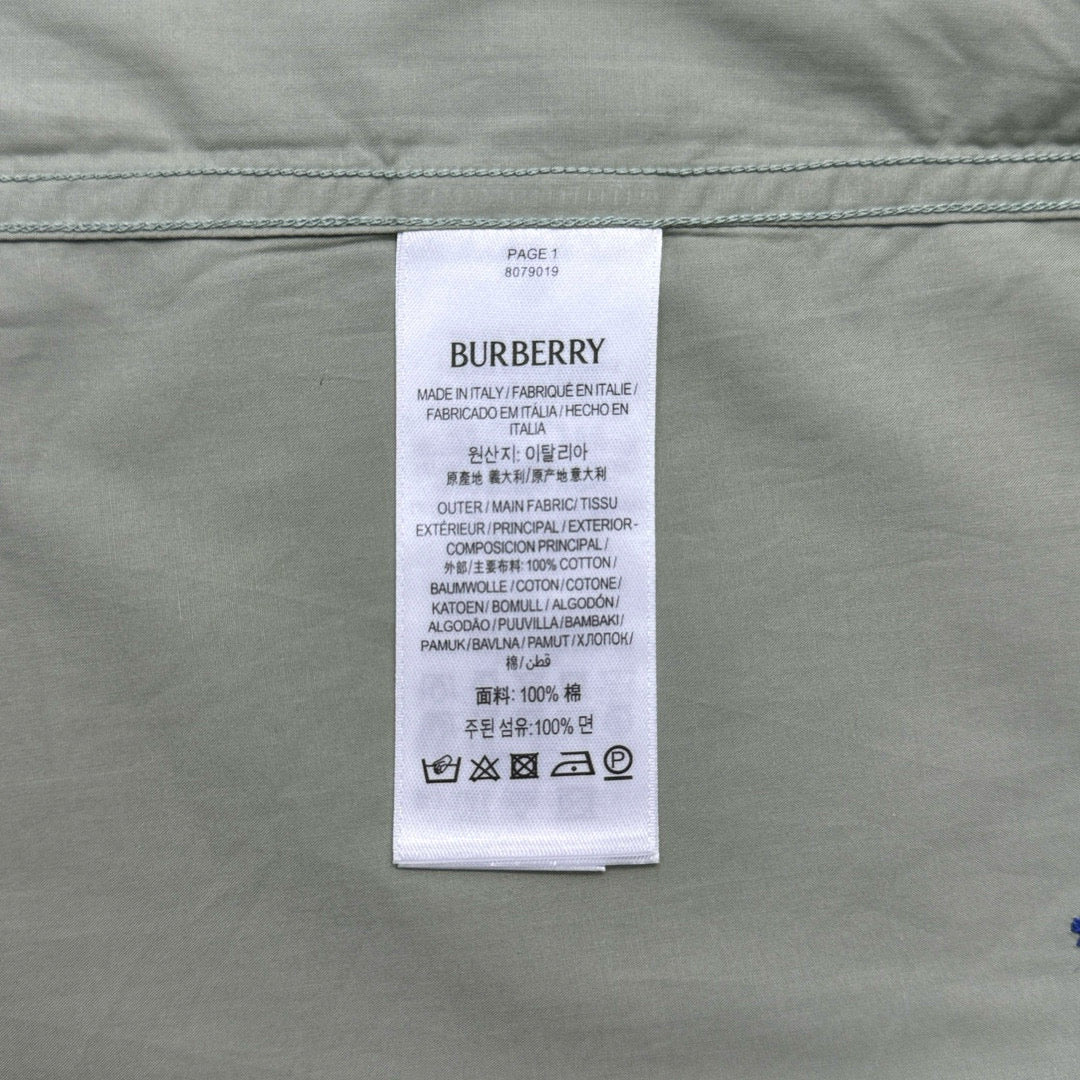 PAGE 1
8079019
BURBERRY
MADE IN ITALY / FABRIQUÉ EN ITALIE /
FABRICADO EM ITÁLIA / HECHO EN
ITALIA
원산지: 이탈리아
原產地 義大利/原产地意大利
OUTER / MAIN FABRIC/ TISSU
EXTÉRIEUR / PRINCIPAL / EXTERIOR-
COMPOSICION PRINCIPAL /
外部/主要布料: 100% COTTON /
BAUMWOLLE / COTON / COTONE/
KATOEN/ BOMULL / ALGODÓN /
ALGODÃO / PUUVILLA / BAMBAKI /
PAMUK / BAVLNA / PAMUT / ХЛОПОК/
棉/ قطن
面料: 100% 棉
주된 섬유:100% 면
P